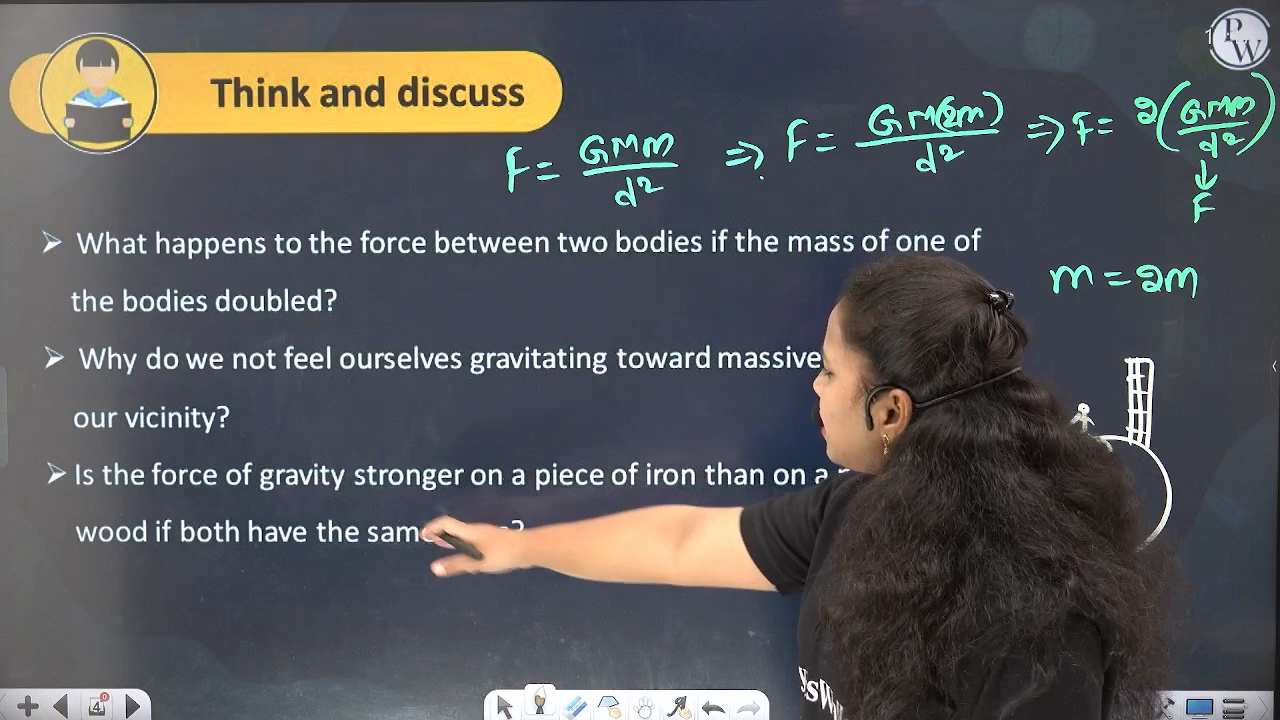 PW
Think and discuss
F = GMm/d² ⇒ F = GM(2m)/d² ⇒ F = 2(GMm/d²)
↓
F
➢ What happens to the force between two bodies if the mass of one of
the bodies doubled?
m = 2m
➢ Why do we not feel ourselves gravitating toward massive
our vicinity?
➢ Is the force of gravity stronger on a piece of iron than on a
wood if both have the same